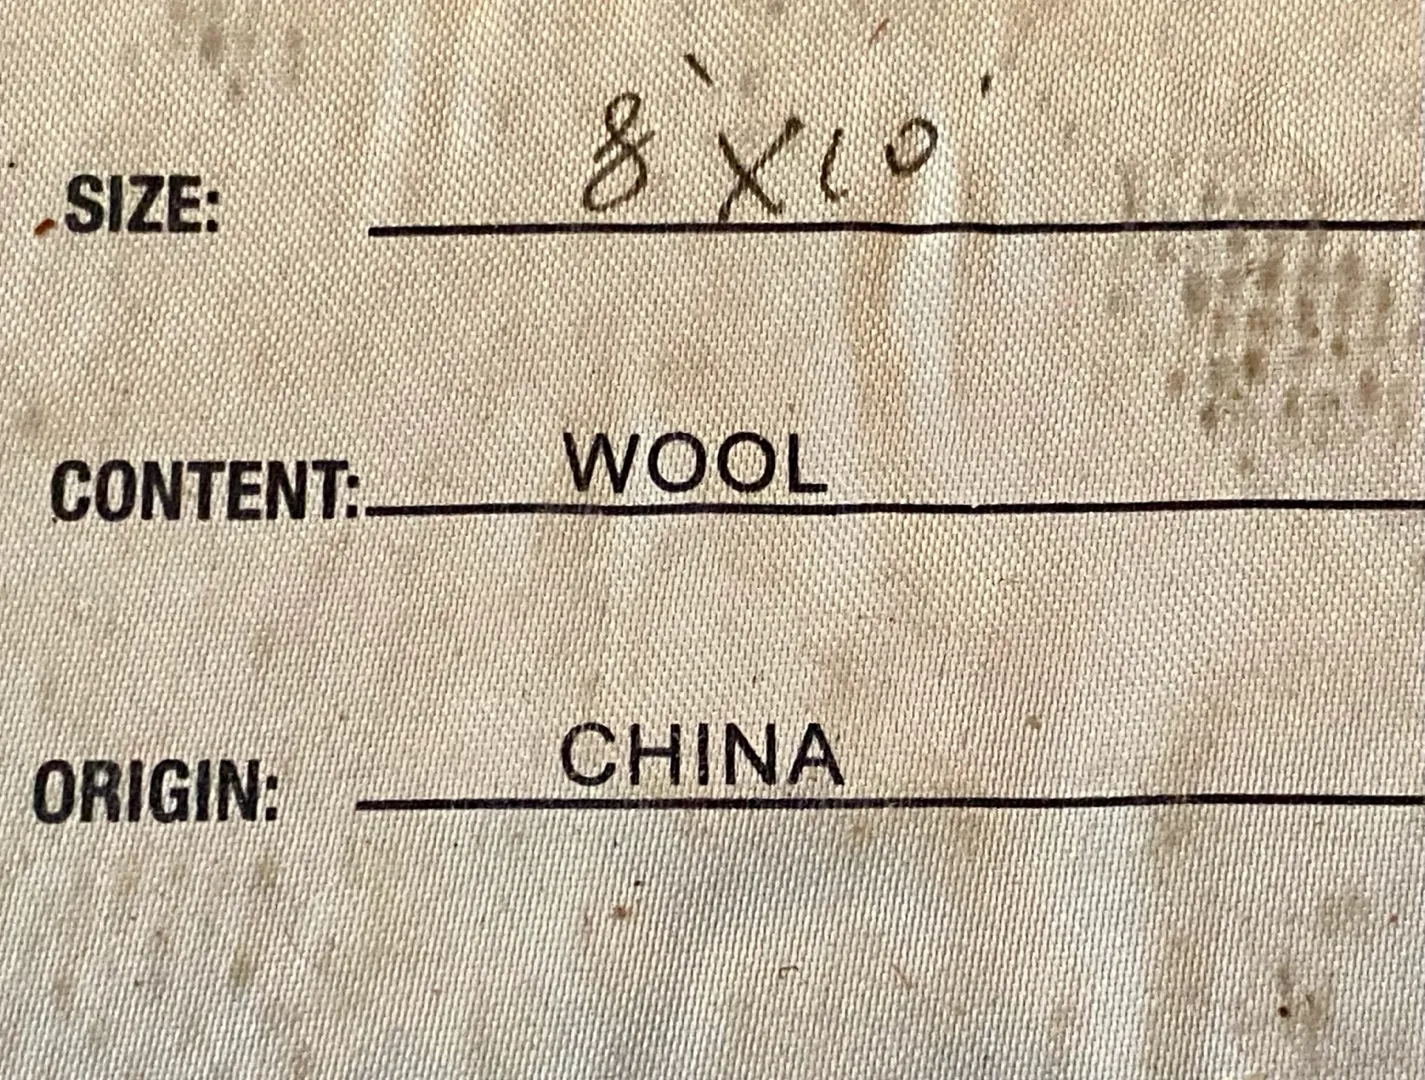 SIZE: 8'X10'
CONTENT: WOOL
ORIGIN: CHINA